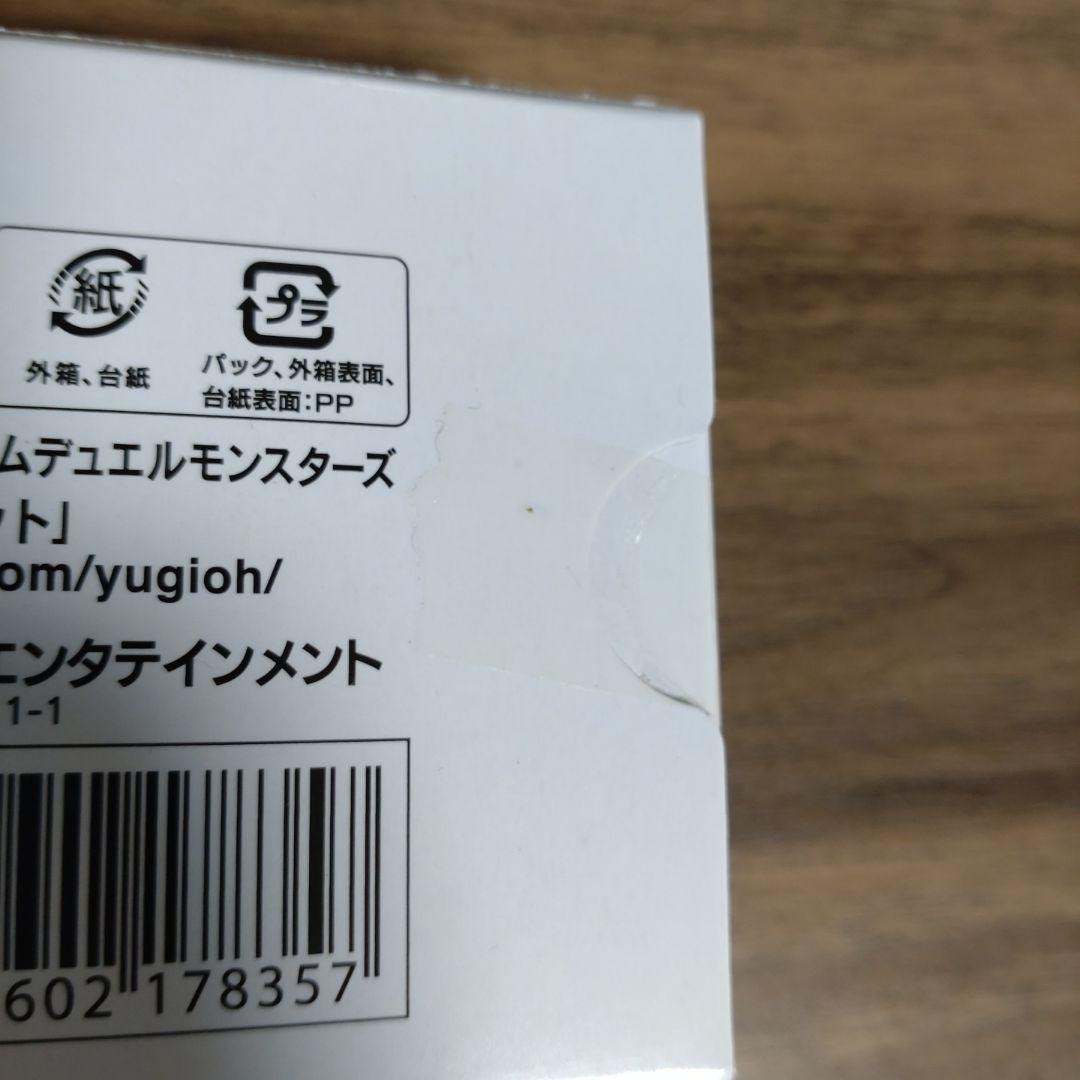 紙
プラ
外箱、台紙
パック、外箱表面、
台紙表面：PP
ムデュエルモンスターズ
ット」
om/yugioh/
エンタテインメント
1-1
602 178357